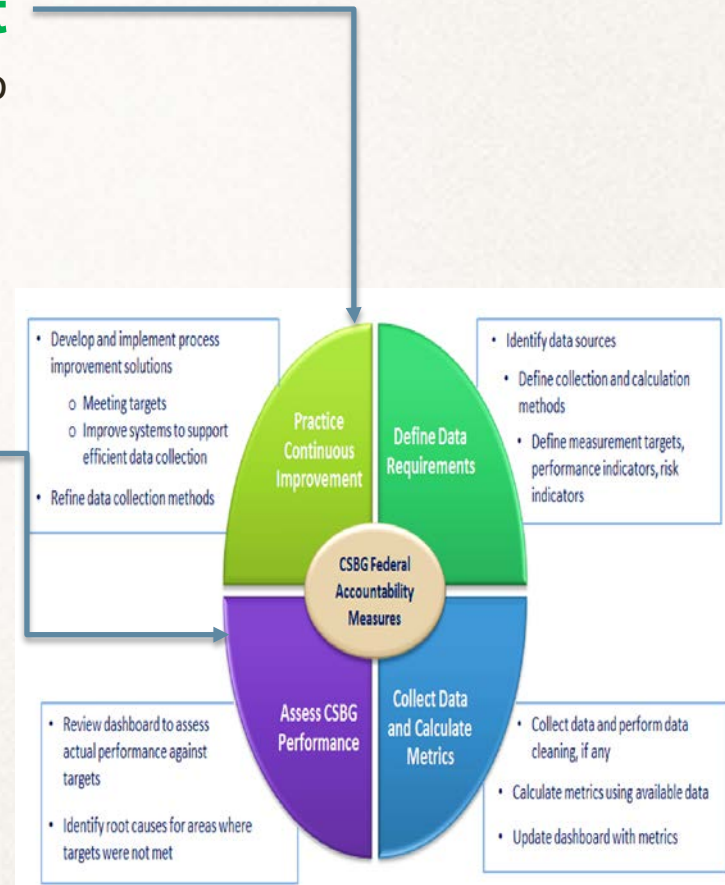 • Develop and implement process
improvement solutions
o Meeting targets
o Improve systems to support
efficient data collection
• Refine data collection methods
• Identify data sources
• Define collection and calculation
methods
• Define measurement targets,
performance indicators, risk
indicators
Practice
Continuous
Improvement
Define Data
Requirements
CSBG Federal
Accountability
Measures
Assess CSBG
Performance
Collect Data
and Calculate
Metrics
• Review dashboard to assess
actual performance against
targets
• Identify root causes for areas where
targets were not met
• Collect data and perform data
cleaning, if any
• Calculate metrics using available data
• Update dashboard with metrics